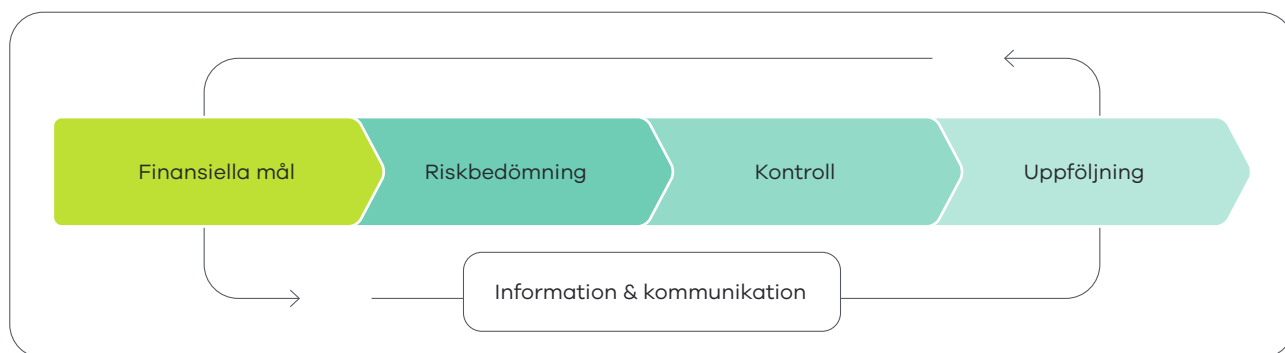 Finansiella mål
Riskbedömning
Kontroll
Uppföljning
Information & kommunikation